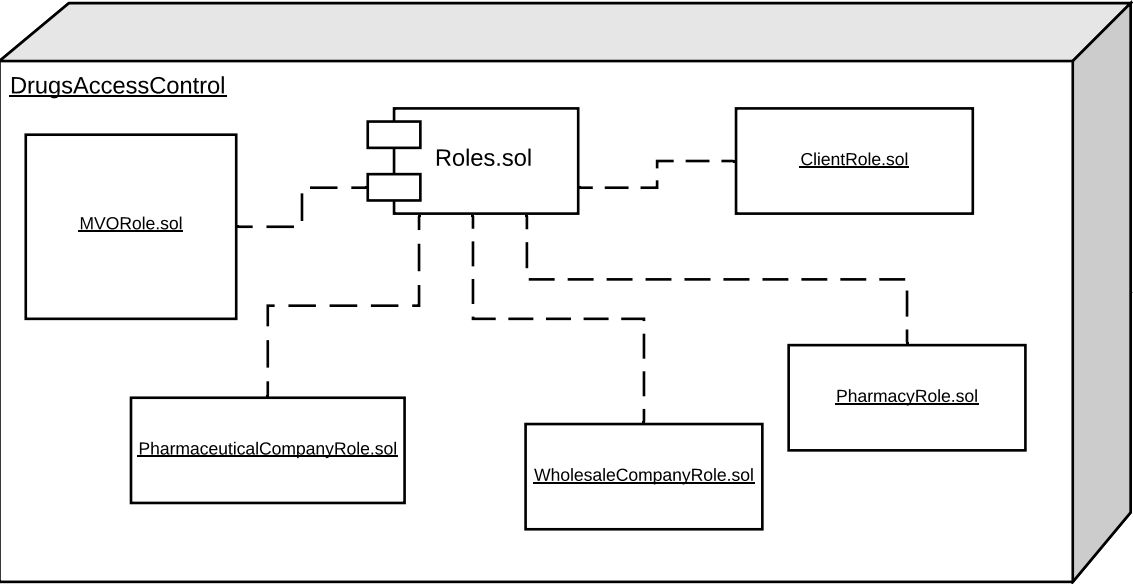 DrugsAccessControl
Roles.sol
ClientRole.sol
MVORole.sol
PharmacyRole.sol
PharmaceuticalCompanyRole.sol
WholesaleCompanyRole.sol